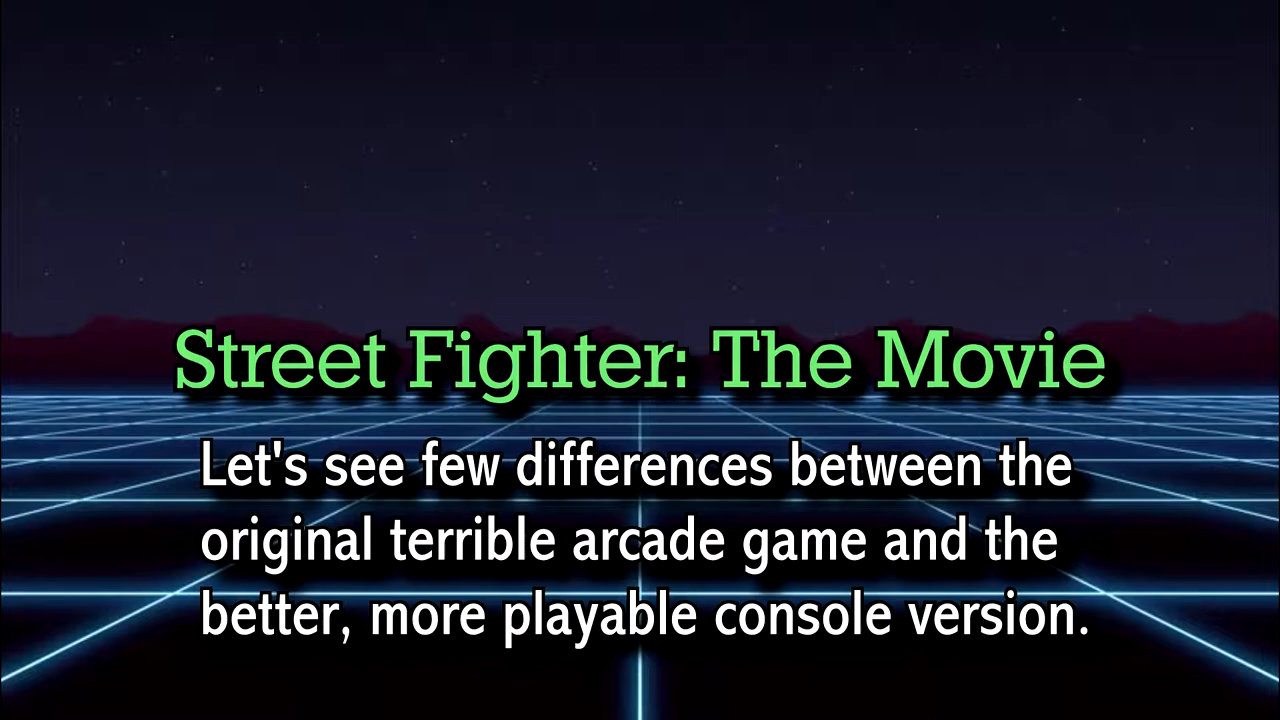 Street Fighter: The Movie
Let's see few differences between the
original terrible arcade game and the
better, more playable console version.